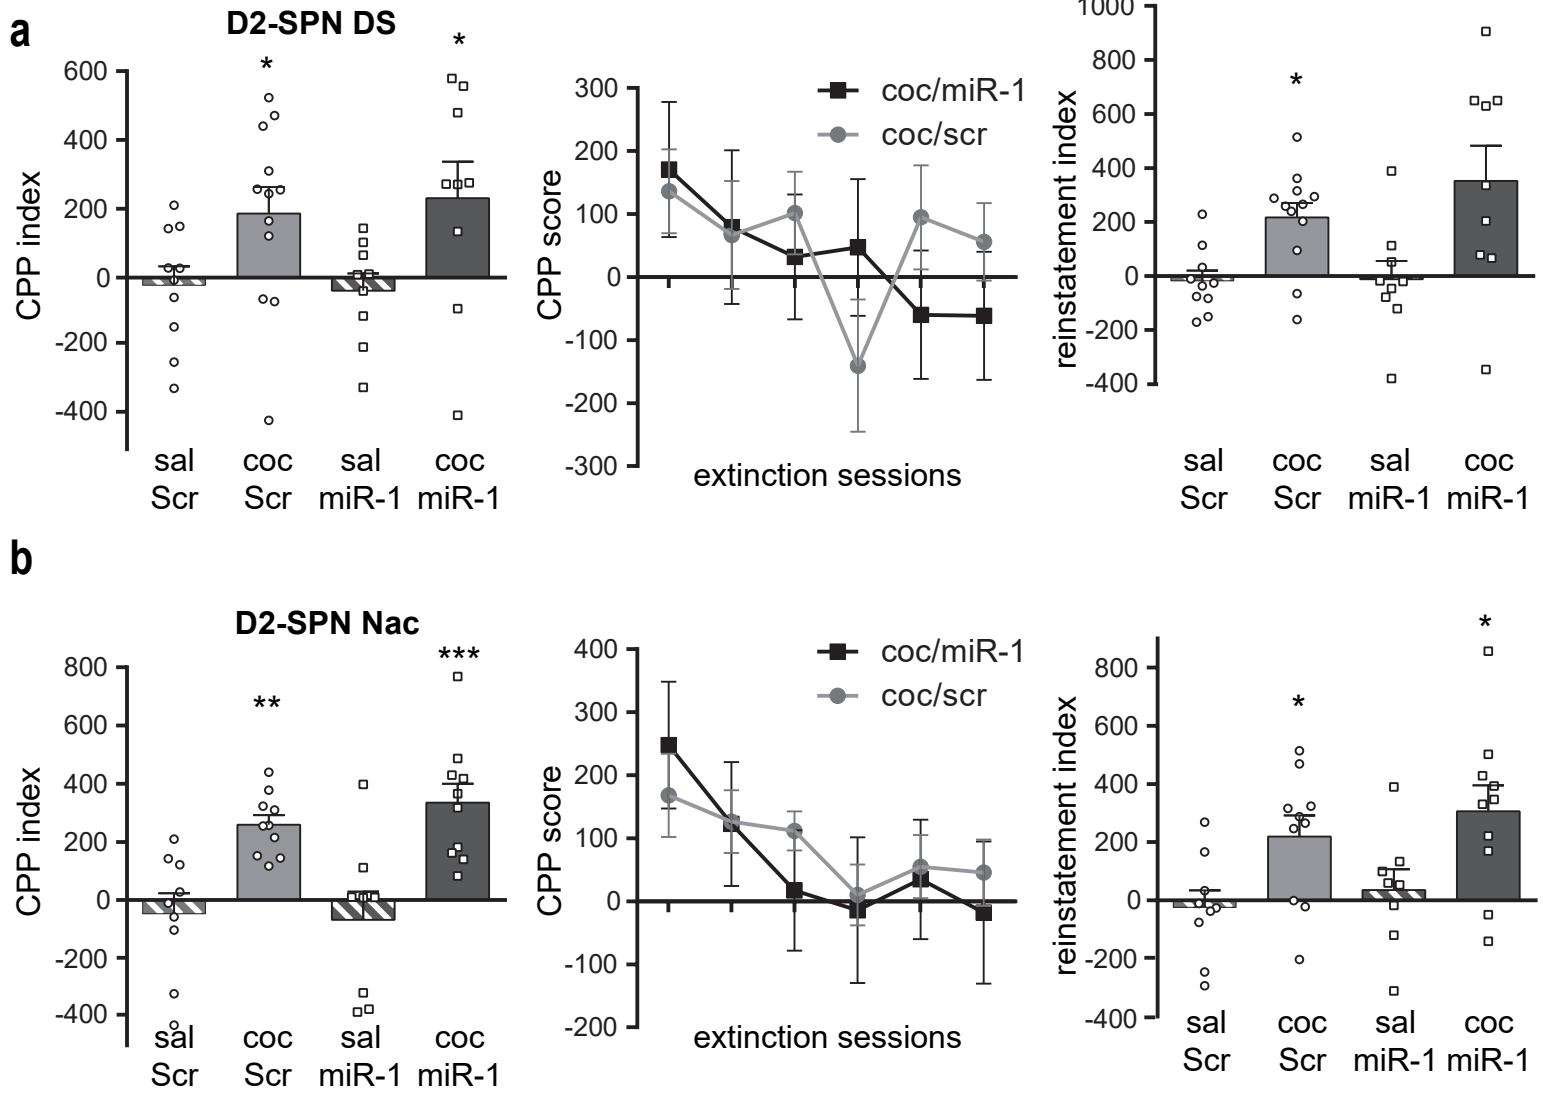 a
D2-SPN DS
*
*
CPP index
600
400
200
0
-200
-400
sal
Scr
coc
Scr
sal
miR-1
coc
miR-1
CPP score
300
200
100
0
-100
-200
-300
coc/miR-1
coc/scr
extinction sessions
reinstatement index
1000
800
600
400
200
0
-200
-400
*
sal
Scr
coc
Scr
sal
miR-1
coc
miR-1
b
D2-SPN Nac
**
***
CPP index
800
600
400
200
0
-200
-400
sal
Scr
coc
Scr
sal
miR-1
coc
miR-1
CPP score
400
300
200
100
0
-100
-200
coc/miR-1
coc/scr
extinction sessions
reinstatement index
800
600
400
200
0
-200
-400
*
*
sal
Scr
coc
Scr
sal
miR-1
coc
miR-1